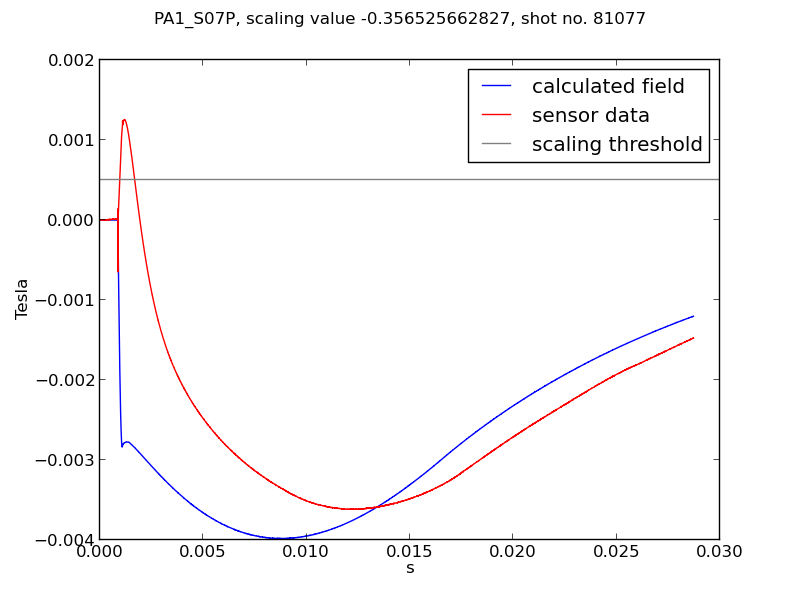 PA1_S07P, scaling value -0.356525662827, shot no. 81077
calculated field
sensor data
scaling threshold
Tesla
0.002
0.001
0.000
−0.001
−0.002
−0.003
−0.004
0.000 0.005 0.010 0.015 0.020 0.025 0.030
s